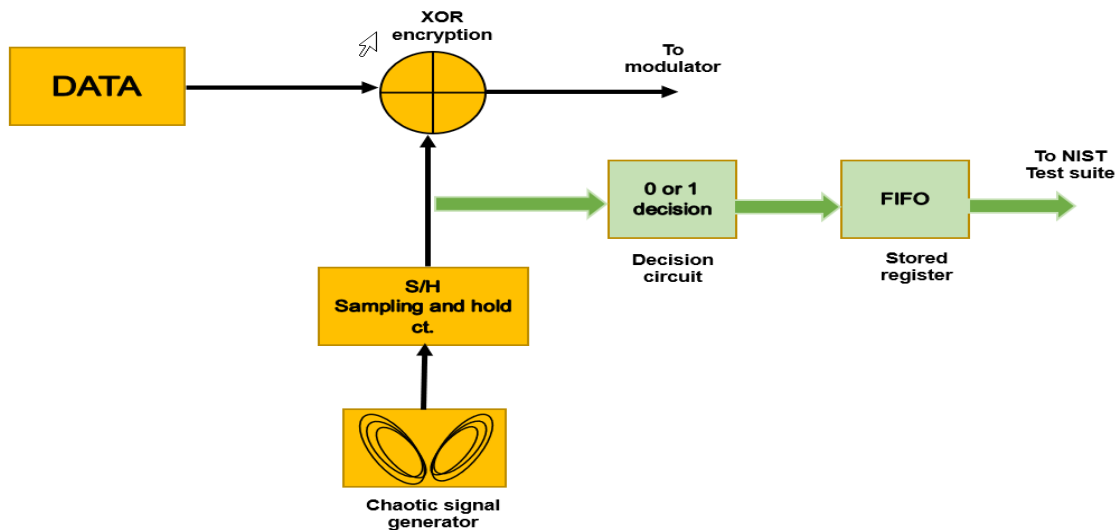 XOR
encryption
DATA
To
modulator
0 or 1
decision
Decision
circuit
FIFO
Stored
register
To NIST
Test suite
S/H
Sampling and hold
ct.
Chaotic signal
generator